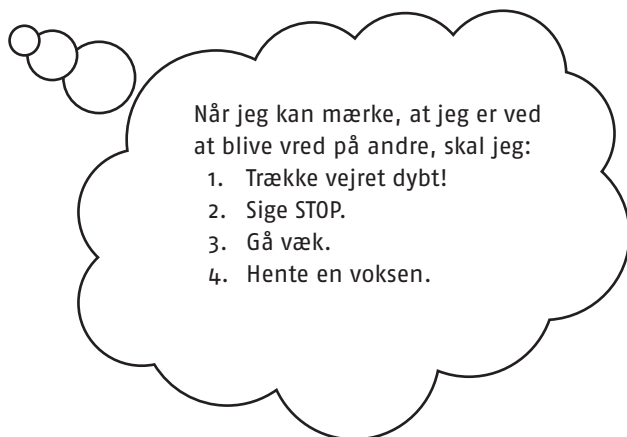 Når jeg kan mærke, at jeg er ved
at blive vred på andre, skal jeg:
1. Trække vejret dybt!
2. Sige STOP.
3. Gå væk.
4. Hente en voksen.